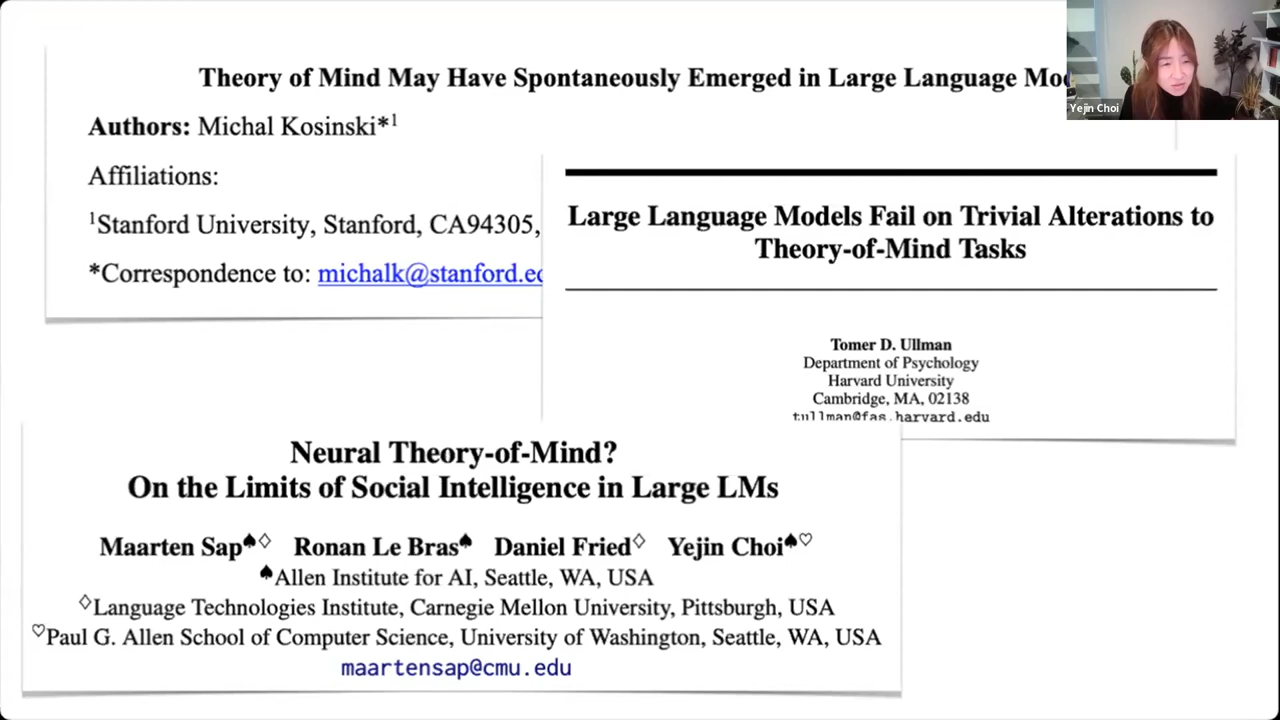 Theory of Mind May Have Spontaneously Emerged in Large Language
Authors: Michal Kosinski*1
Affiliations:
1Stanford University, Stanford, CA94305,
*Correspondence to: michalk@stanford.ed
Yejin Choi
Large Language Models Fail on Trivial Alterations to
Theory-of-Mind Tasks
Tomer D. Ullman
Department of Psychology
Harvard University
Cambridge, MA, 02138
tullman@fas.harvard.edu
Neural Theory-of-Mind?
On the Limits of Social Intelligence in Large LMs
Maarten Sap♠♢ Ronan Le Bras♠ Daniel Fried♢ Yejin Choi♠♡
♠Allen Institute for AI, Seattle, WA, USA
♢Language Technologies Institute, Carnegie Mellon University, Pittsburgh, USA
♡Paul G. Allen School of Computer Science, University of Washington, Seattle, WA, USA
maartensap@cmu.edu